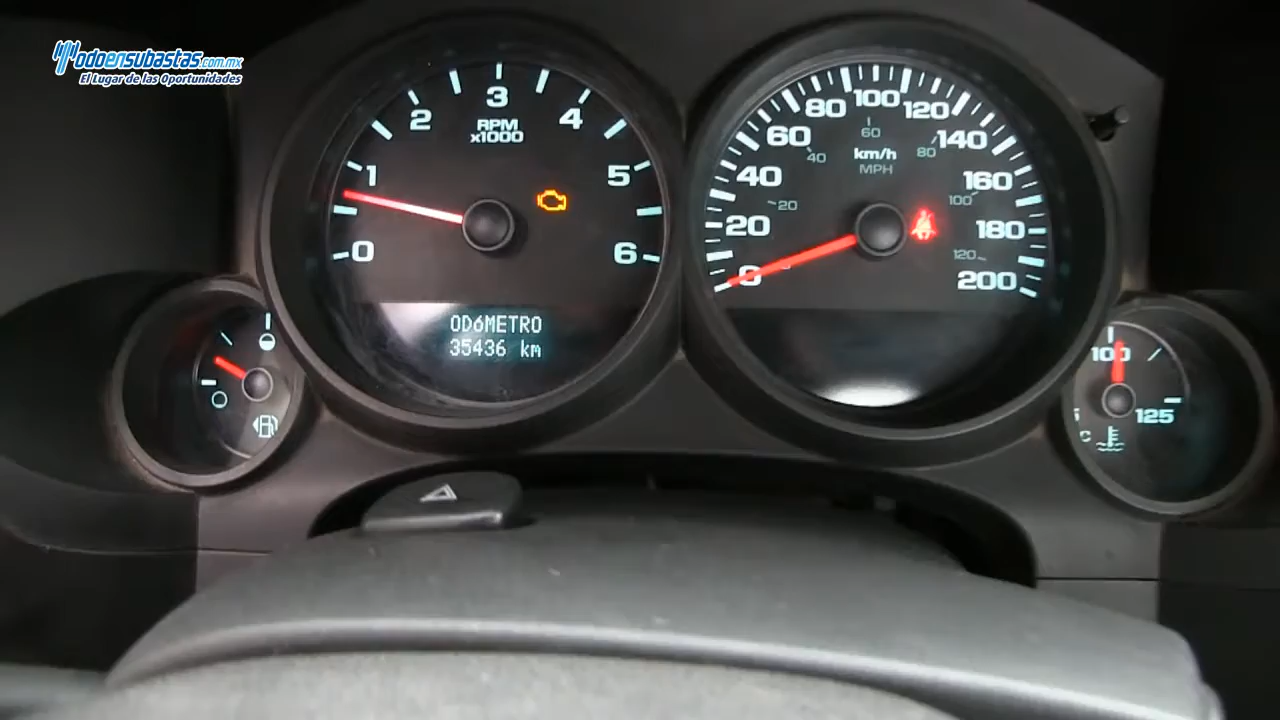 Todoensubastas.com.mx
El Lugar de las Oportunidades
0
1
2
3
4
5
6
RPM
x1000
OD6METRO
35436 km
0
20
40
60
80
100
120
140
160
180
200
20
40
60
80
100
120
km/h
MPH
100
125
C